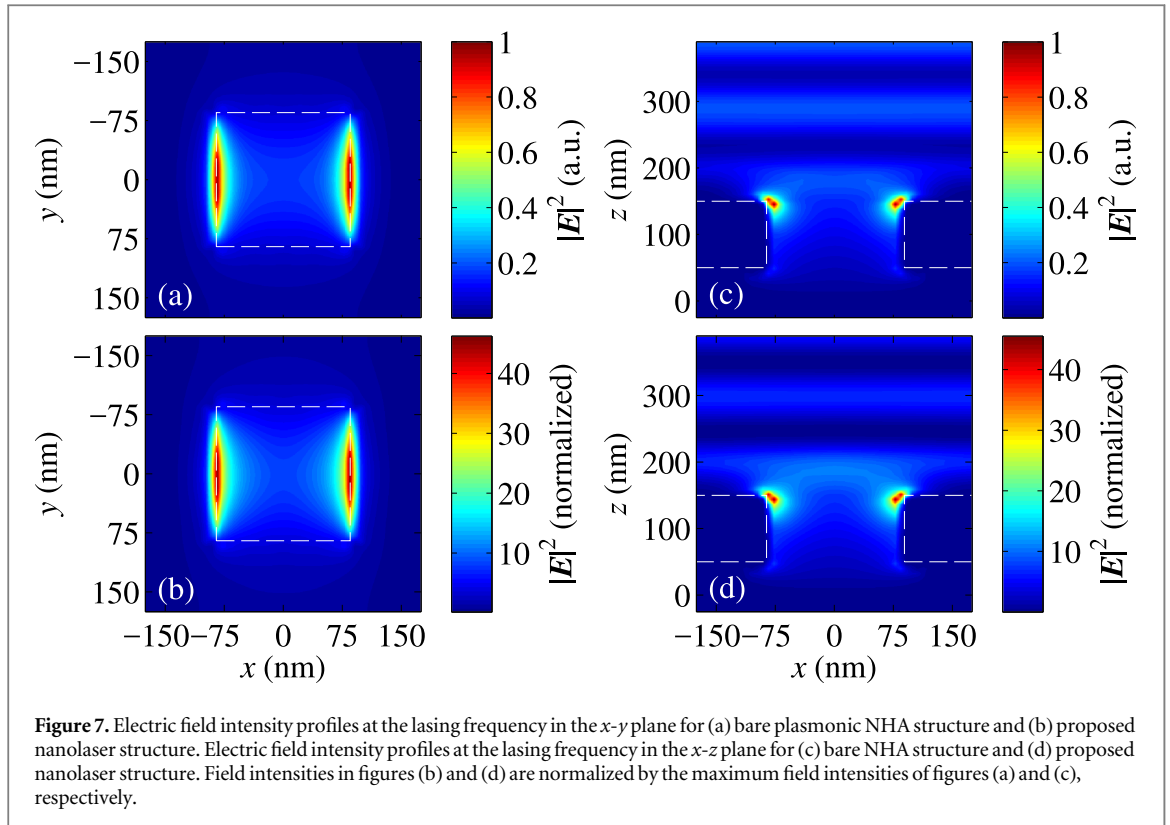 −150
−75
0
75
150
y (nm)
(a)
1
0.8
0.6
0.4
0.2
|E|² (a.u.)
300
200
100
0
z (nm)
(c)
1
0.8
0.6
0.4
0.2
|E|² (a.u.)
−150
−75
0
75
150
y (nm)
(b)
−150 −75 0 75 150
x (nm)
40
30
20
10
|E|² (normalized)
300
200
100
0
z (nm)
(d)
−150 −75 0 75 150
x (nm)
40
30
20
10
|E|² (normalized)
Figure 7. Electric field intensity profiles at the lasing frequency in the x-y plane for (a) bare plasmonic NHA structure and (b) proposed
nanolaser structure. Electric field intensity profiles at the lasing frequency in the x-z plane for (c) bare NHA structure and (d) proposed
nanolaser structure. Field intensities in figures (b) and (d) are normalized by the maximum field intensities of figures (a) and (c),
respectively.